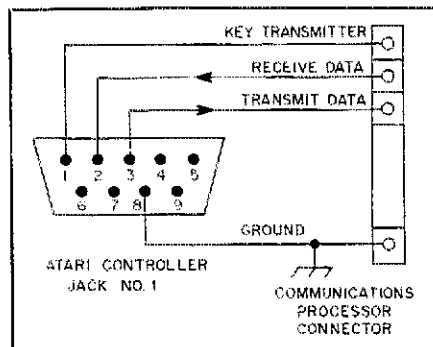 KEY TRANSMITTER
RECEIVE DATA
TRANSMIT DATA
1 2 3 4 5
6 7 8 9
GROUND
ATARI CONTROLLER
JACK NO. 1
COMMUNICATIONS
PROCESSOR
CONNECTOR